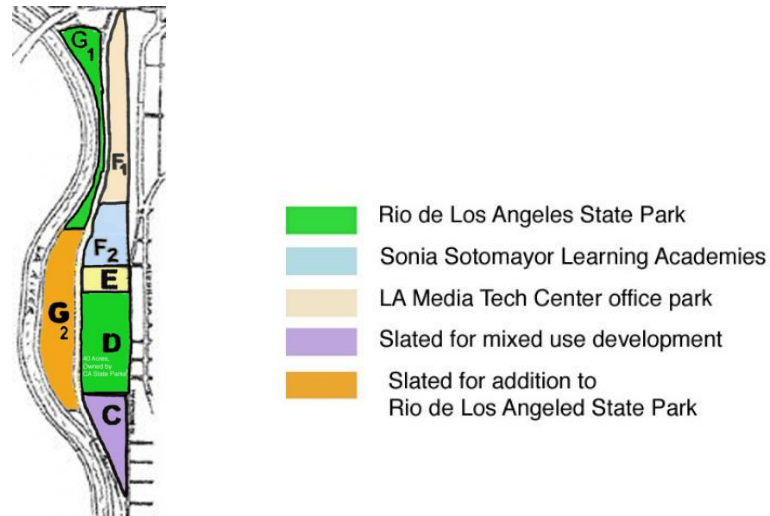 G1
F1
F2
E
G2
D
40 Acres,
Owned by
CA State Parks
C
LA RIVER
Rio de Los Angeles State Park
Sonia Sotomayor Learning Academies
LA Media Tech Center office park
Slated for mixed use development
Slated for addition to
Rio de Los Angeled State Park